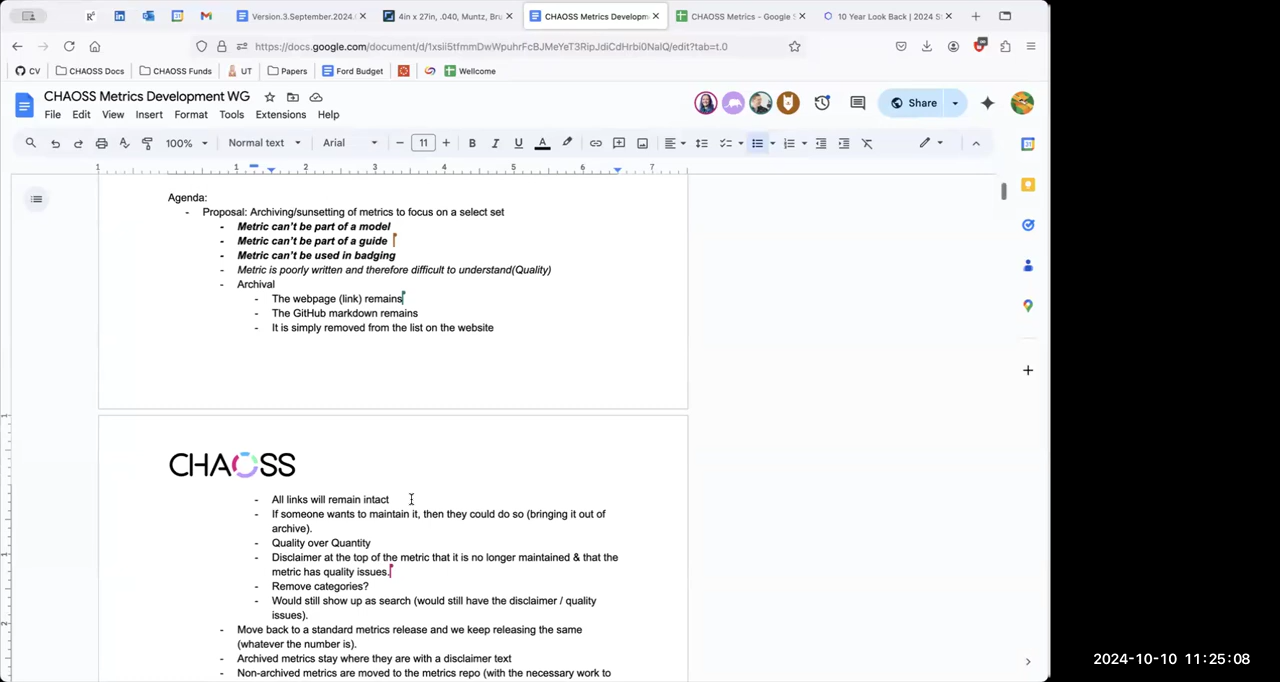 Version.3.September.2024.
4in x 27in, .040, Muntz, Bru
CHAOSS Metrics Developm
CHAOSS Metrics - Google S
10 Year Look Back | 2024 S
https://docs.google.com/document/d/1xsii5tfmmDwWpuhrFcBJMeYeT3RipJdiCdHrbi0NalQ/edit?tab=t.0
CV
CHAOSS Docs
CHAOSS Funds
UT
Papers
Ford Budget
Wellcome
CHAOSS Metrics Development WG
File Edit View Insert Format Tools Extensions Help
Share
100% Normal text Arial 11 B I U A
1 1 2 3 4 5 6 7
Agenda:
- Proposal: Archiving/sunsetting of metrics to focus on a select set
- Metric can't be part of a model
- Metric can't be part of a guide
- Metric can't be used in badging
- Metric is poorly written and therefore difficult to understand(Quality)
- Archival
- The webpage (link) remains
- The GitHub markdown remains
- It is simply removed from the list on the website
CHAOSS
- All links will remain intact
- If someone wants to maintain it, then they could do so (bringing it out of
archive).
- Quality over Quantity
- Disclaimer at the top of the metric that it is no longer maintained & that the
metric has quality issues.
- Remove categories?
- Would still show up as search (would still have the disclaimer / quality
issues).
- Move back to a standard metrics release and we keep releasing the same
(whatever the number is).
- Archived metrics stay where they are with a disclaimer text
- Non-archived metrics are moved to the metrics repo (with the necessary work to
2024-10-10 11:25:08